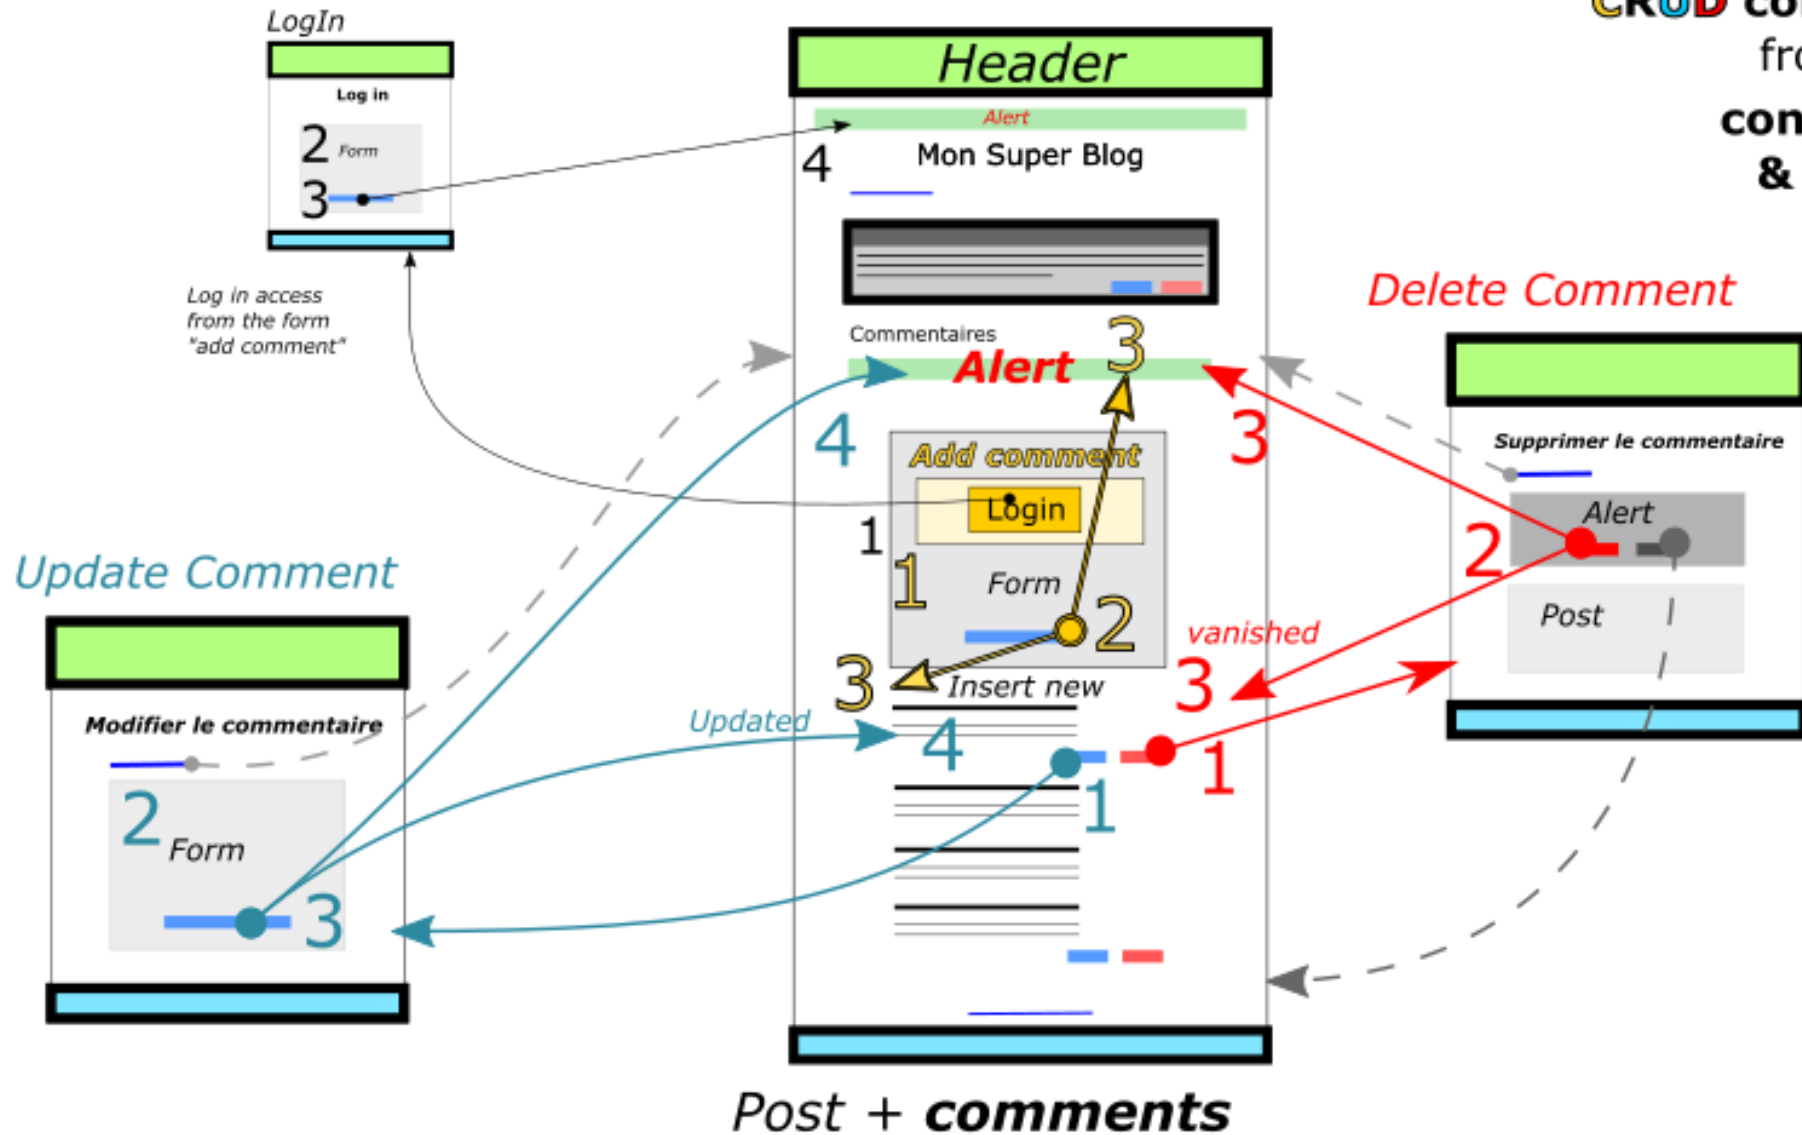 LogIn
Log in
2 Form
3
Log in access
from the form
"add comment"
Header
Alert
4
Mon Super Blog
Commentaires
Alert
3
4
Add comment
Login
1
1
Form
2
3
Insert new
Updated
4
1
vanished
3
1
3
CRUD
&
Delete Comment
Supprimer le commentaire
Alert
2
Post
Update Comment
Modifier le commentaire
2
Form
3
Post + comments